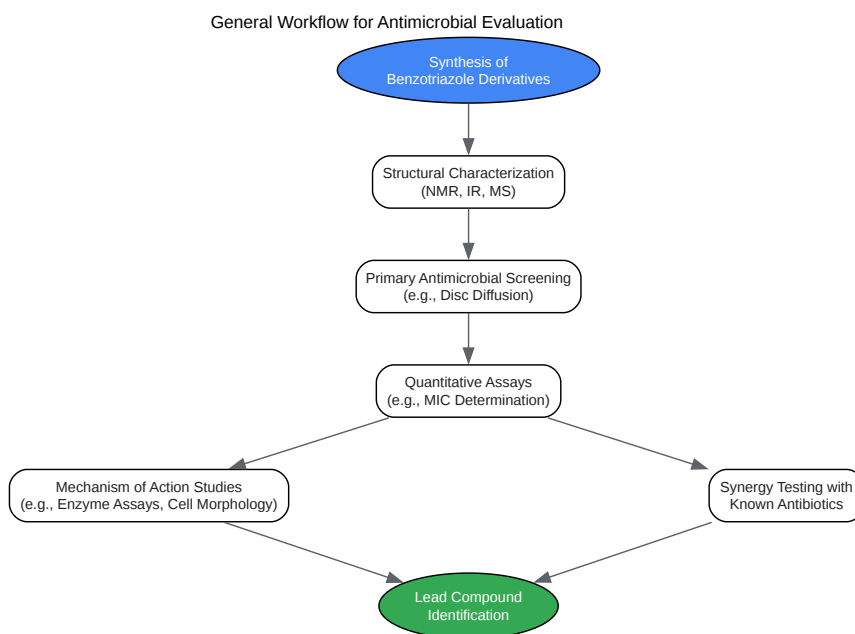 General Workflow for Antimicrobial Evaluation
Synthesis of
Benzotriazole Derivatives
Structural Characterization
(NMR, IR, MS)
Primary Antimicrobial Screening
(e.g., Disc Diffusion)
Quantitative Assays
(e.g., MIC Determination)
Mechanism of Action Studies
(e.g., Enzyme Assays, Cell Morphology)
Synergy Testing with
Known Antibiotics
Lead Compound
Identification